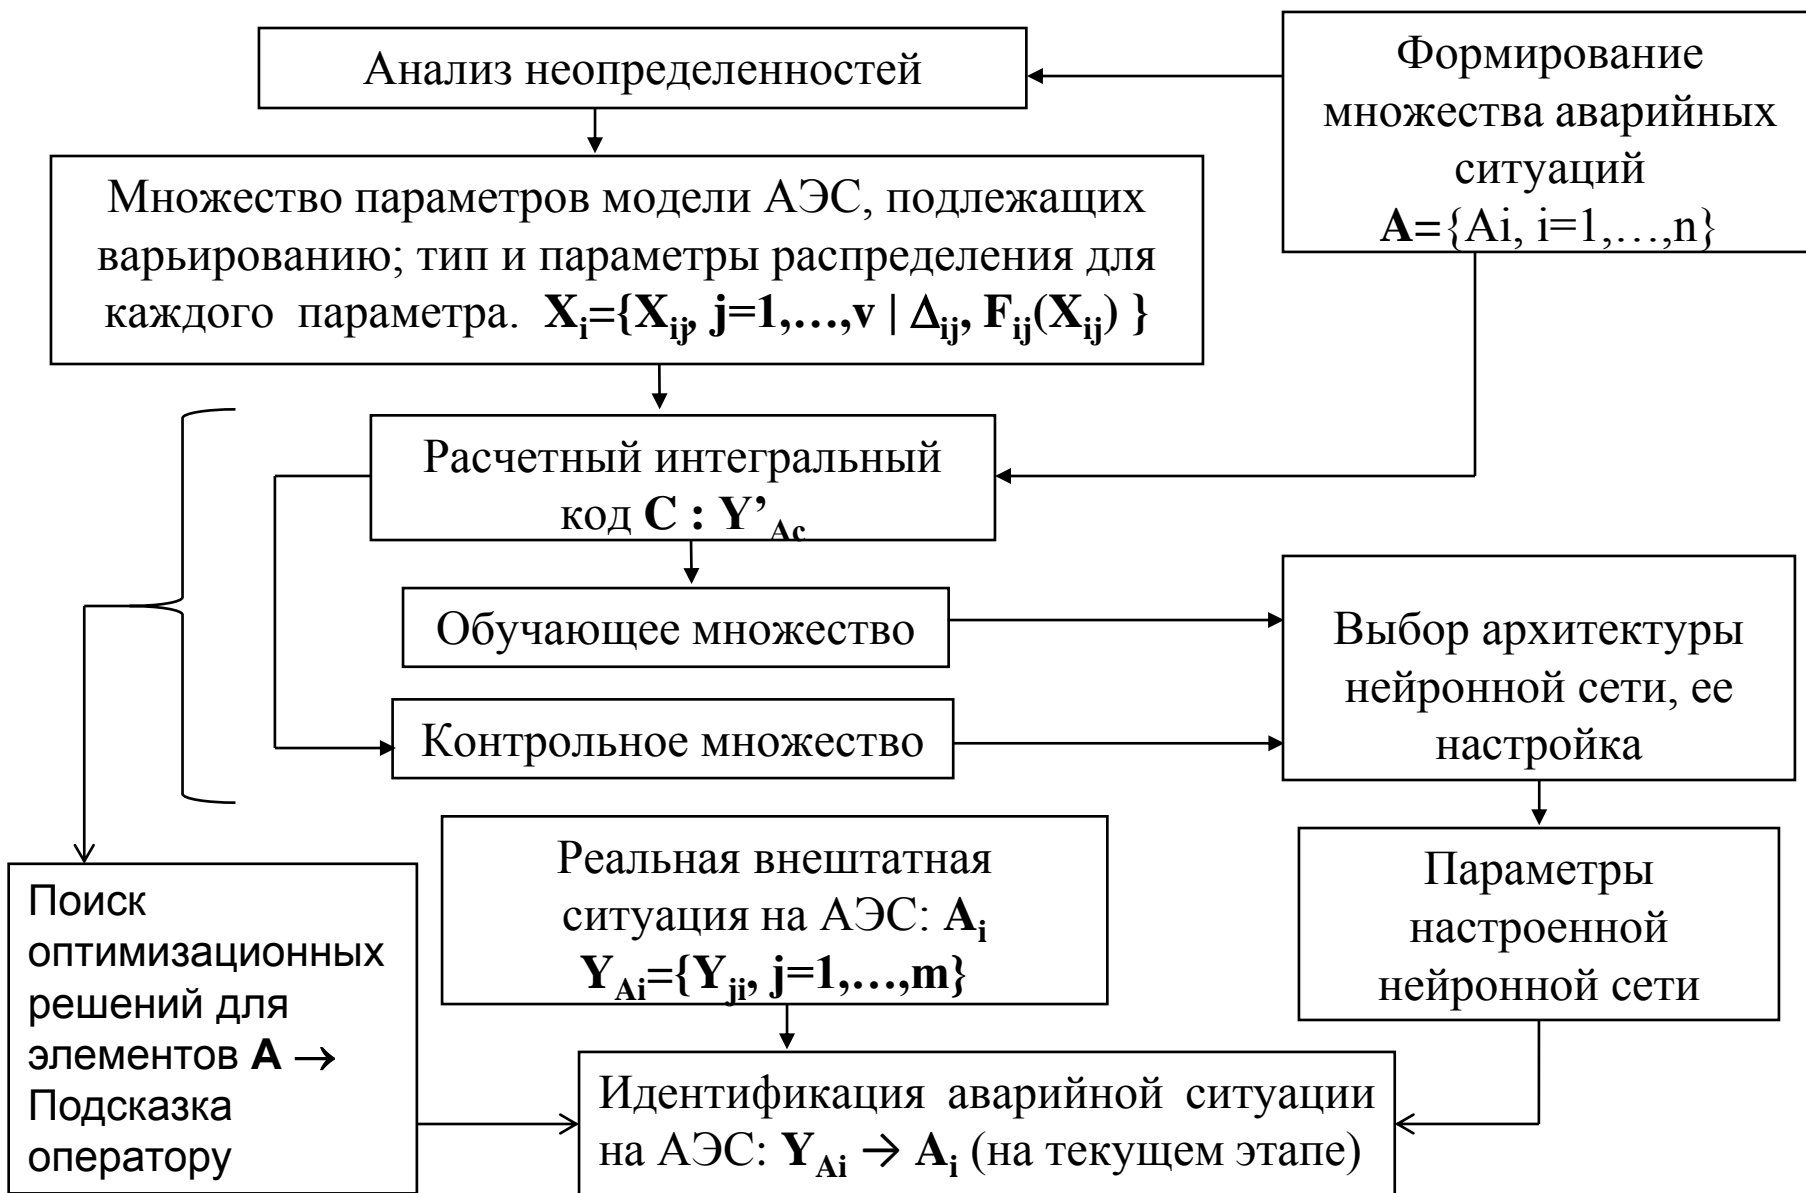 Анализ неопределенностей
Формирование
множества аварийных
ситуаций
A={Ai, i=1,…,n}
Множество параметров модели АЭС, подлежащих
варьированию; тип и параметры распределения для
каждого параметра. Xi={Xij, j=1,…,v | Δij, Fij(Xij) }
Расчетный интегральный
код C : Y’Ac
Обучающее множество
Контрольное множество
Выбор архитектуры
нейронной сети, ее
настройка
Реальная внештатная
ситуация на АЭС: Ai
YAi={Yji, j=1,…,m}
Параметры
настроенной
нейронной сети
Поиск
оптимизационных
решений для
элементов A →
Подсказка
оператору
Идентификация аварийной ситуации
на АЭС: YAi → Ai (на текущем этапе)